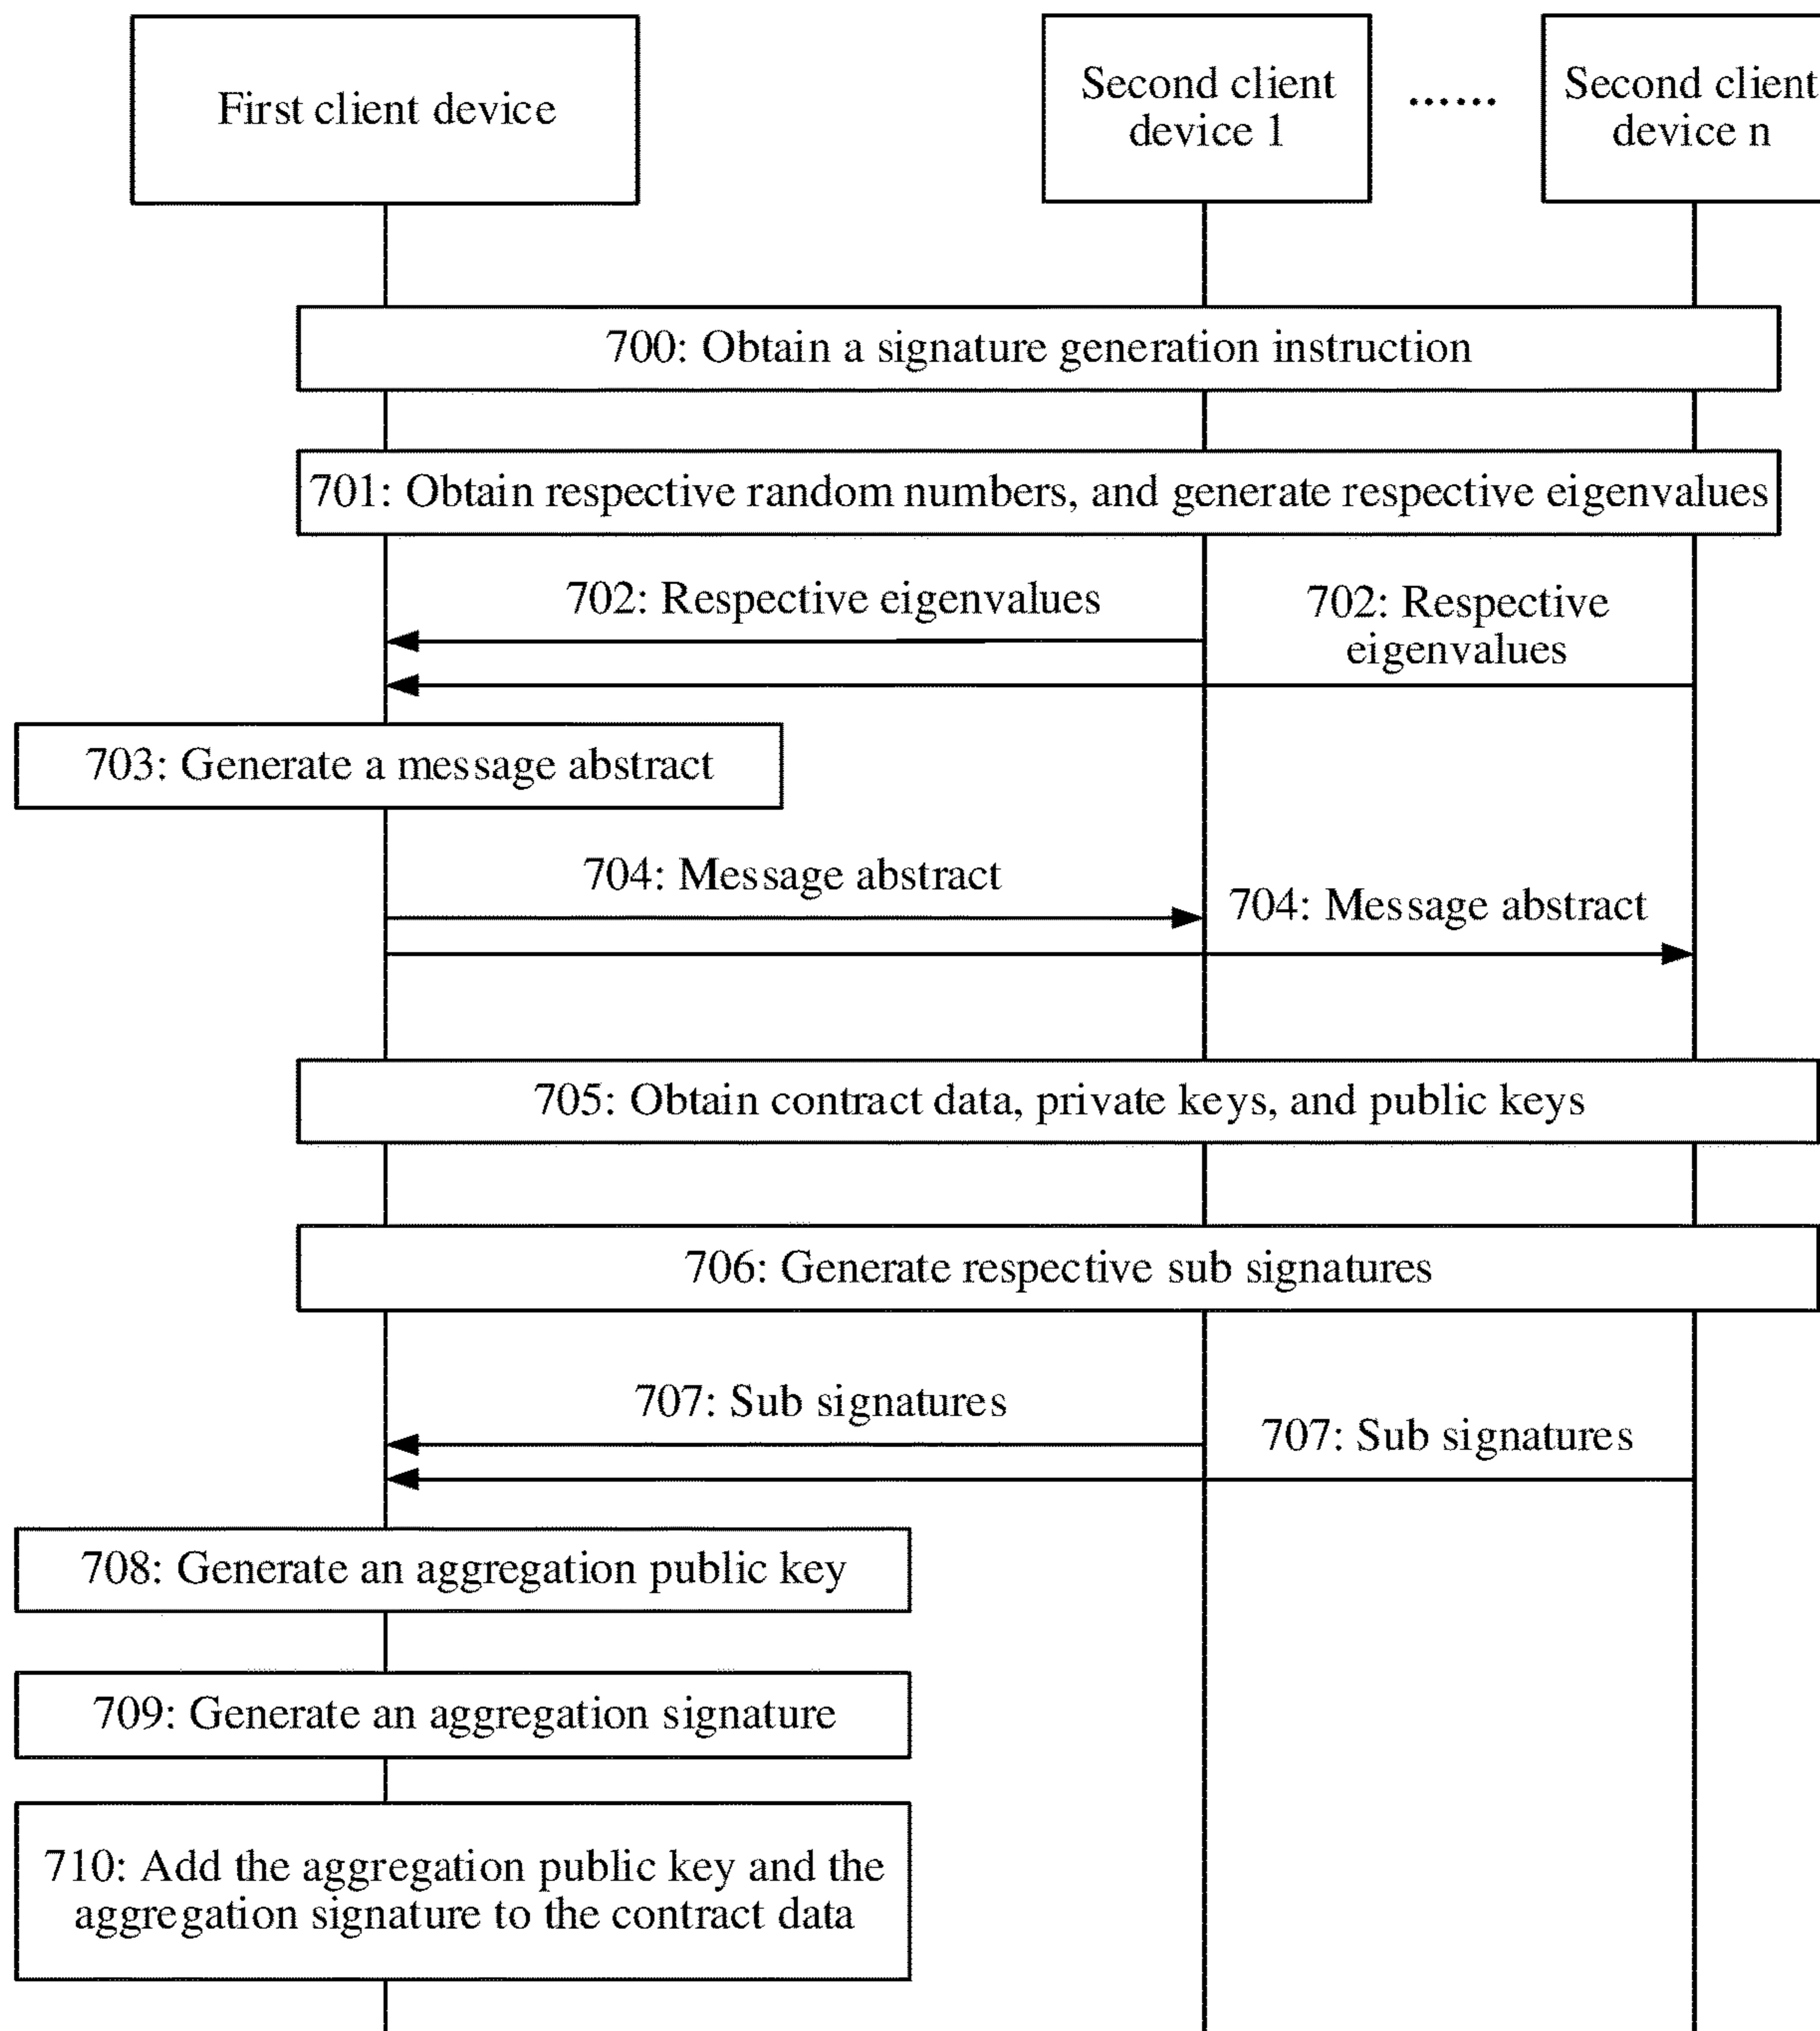 First client device
Second client
device 1
......
Second client
device n
700: Obtain a signature generation instruction
701: Obtain respective random numbers, and generate respective eigenvalues
702: Respective eigenvalues
702: Respective
eigenvalues
703: Generate a message abstract
704: Message abstract
704: Message abstract
705: Obtain contract data, private keys, and public keys
706: Generate respective sub signatures
707: Sub signatures
707: Sub signatures
708: Generate an aggregation public key
709: Generate an aggregation signature
710: Add the aggregation public key and the
aggregation signature to the contract data